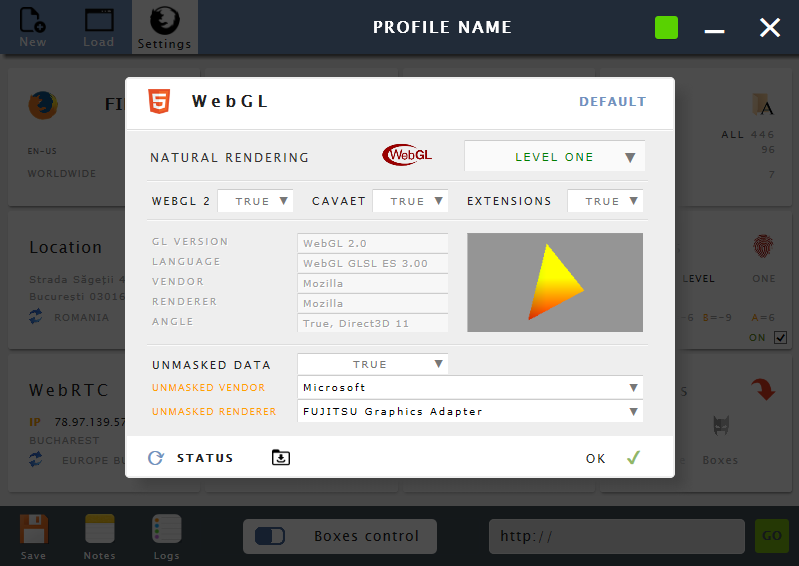 PROFILE NAME
New
Load
Settings
WebGL
DEFAULT
FI
A
EN-US
WORLDWIDE
ALL 446
96
7
NATURAL RENDERING
WebGL
LEVEL ONE
WEBGL 2
TRUE
CAVAET
TRUE
EXTENSIONS
TRUE
GL VERSION
WebGL 2.0
LANGUAGE
WebGL GLSL ES 3.00
VENDOR
Mozilla
RENDERER
Mozilla
ANGLE
True, Direct3D 11
Location
Strada Săgeții 4
București 03016
ROMANIA
LEVEL
ONE
-6 B=-9 A=6
ON
UNMASKED DATA
TRUE
UNMASKED VENDOR
Microsoft
UNMASKED RENDERER
FUJITSU Graphics Adapter
WebRTC
IP 78.97.139.57
BUCHAREST
EUROPE BU
S
Boxes
STATUS
OK
Save
Notes
Logs
Boxes control
http://
GO